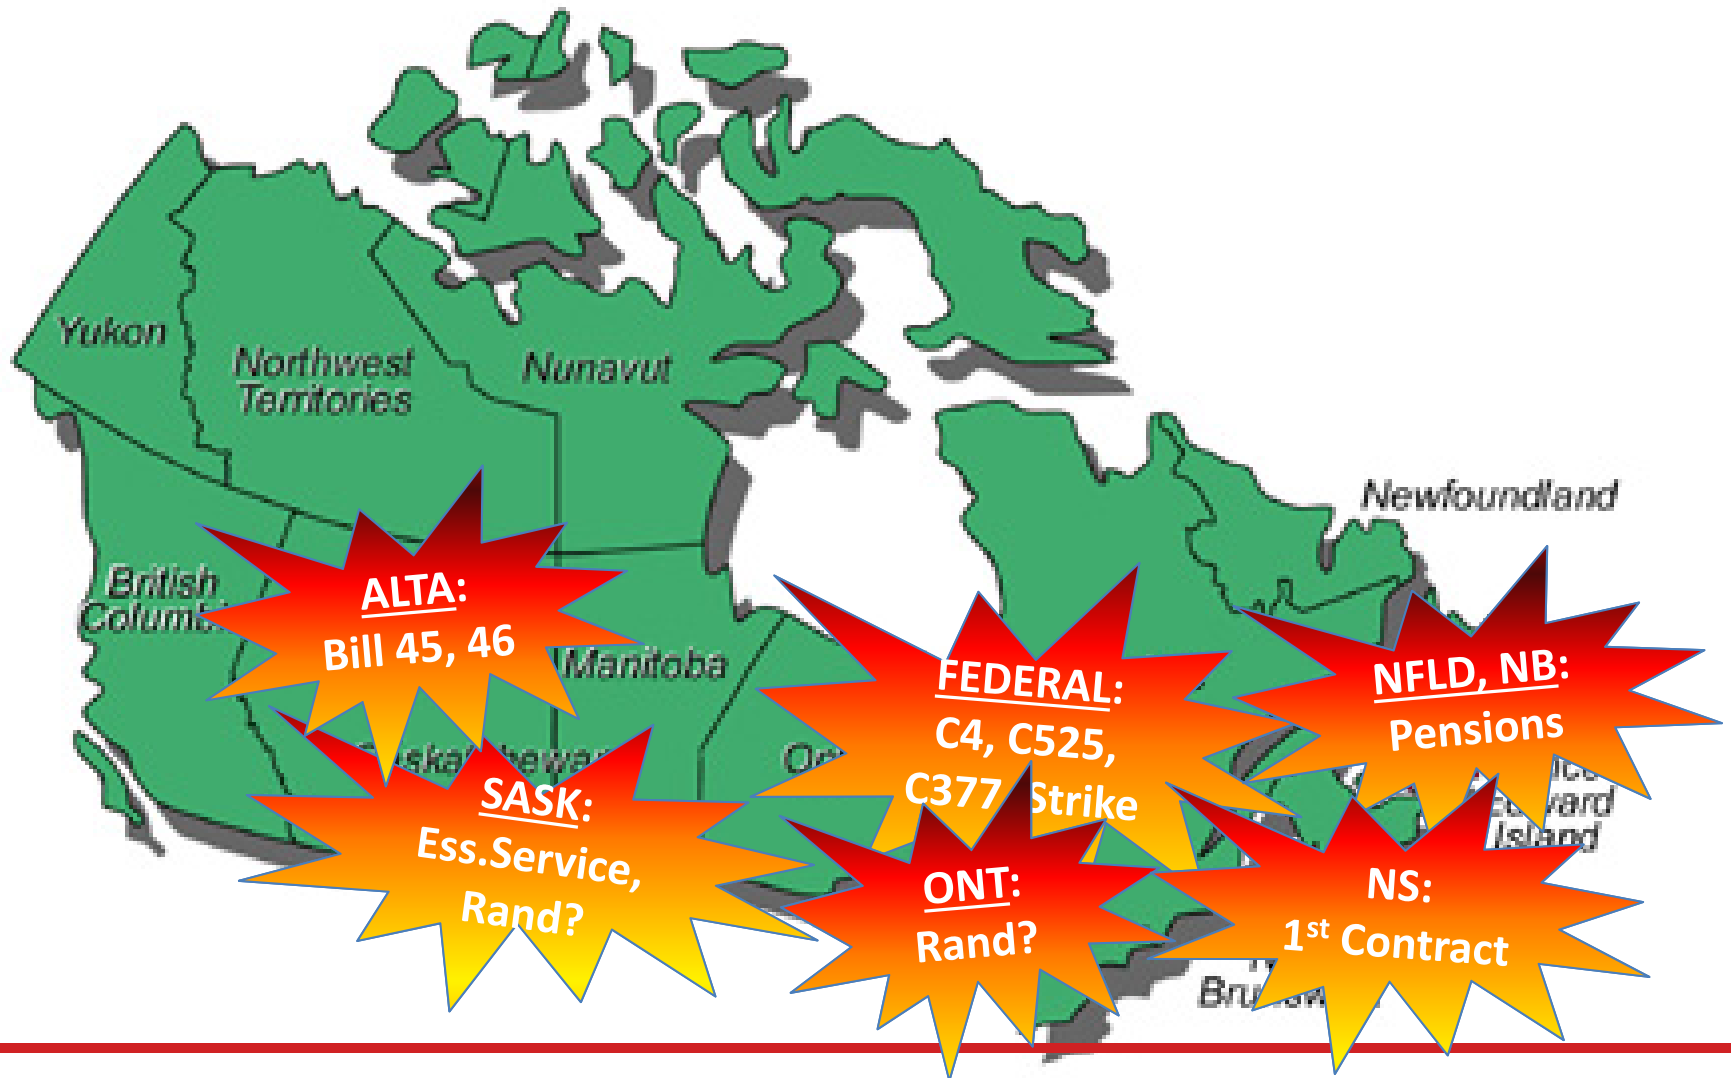 Yukon
Northwest
Territories
Nunavut
Newfoundland
British
ALTA:
Bill 45, 46
Manitoba
FEDERAL:
C4, C525,
C377 Strike
NFLD, NB:
Pensions
Island
SASK:
Ess.Service,
Rand?
ONT:
Rand?
NS:
1st Contract